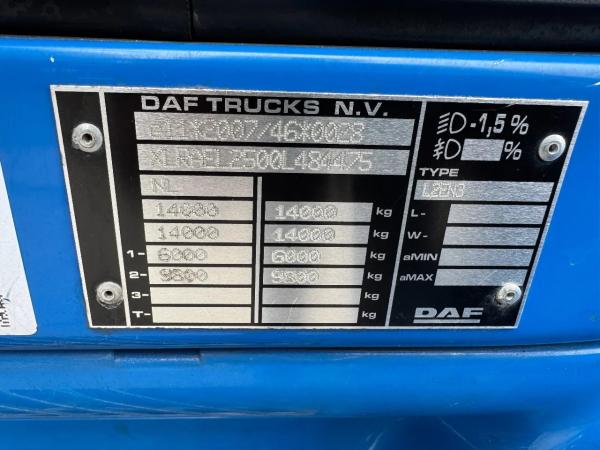 DAF TRUCKS N.V.
e11*2007/46*0028
XLRAEL2500L484475
NL
14000 14000 kg
14000 14000 kg
1- 6000 6000 kg
2- 9800 9800 kg
3- kg
T- kg
-1,5%
%
TYPE
L2EN3
L-
W-
aMIN
aMAX
DAF